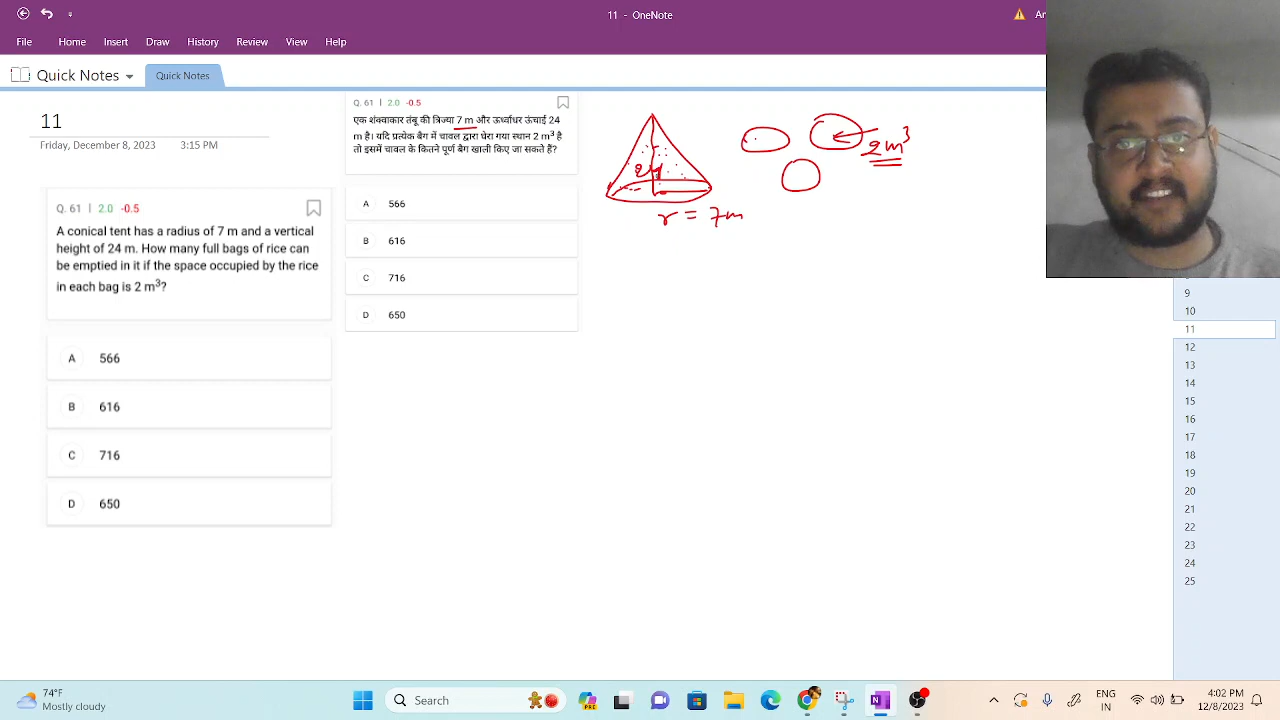 11 - OneNote
File Home Insert Draw History Review View Help
Quick Notes
Quick Notes
11
Friday, December 8, 2023 3:15 PM
Q. 61 | 2.0 -0.5
A conical tent has a radius of 7 m and a vertical
height of 24 m. How many full bags of rice can
be emptied in it if the space occupied by the rice
in each bag is 2 m³?
A 566
B 616
C 716
D 650
Q. 61 | 2.0 -0.5
एक शंक्वाकार तंबू की त्रिज्या 7 m और ऊर्ध्वाधर ऊंचाई 24
m है। यदि प्रत्येक बैग में चावल द्वारा घेरा गया स्थान 2 m³ है
तो इसमें चावल के कितने पूर्ण बैग खाली किए जा सकते हैं?
A 566
B 616
C 716
D 650
24
r = 7m
2m³
9
10
11
12
13
14
15
16
17
18
19
20
21
22
23
24
25
74°F
Mostly cloudy
Search
ENG
IN
4:02 PM
12/8/2023